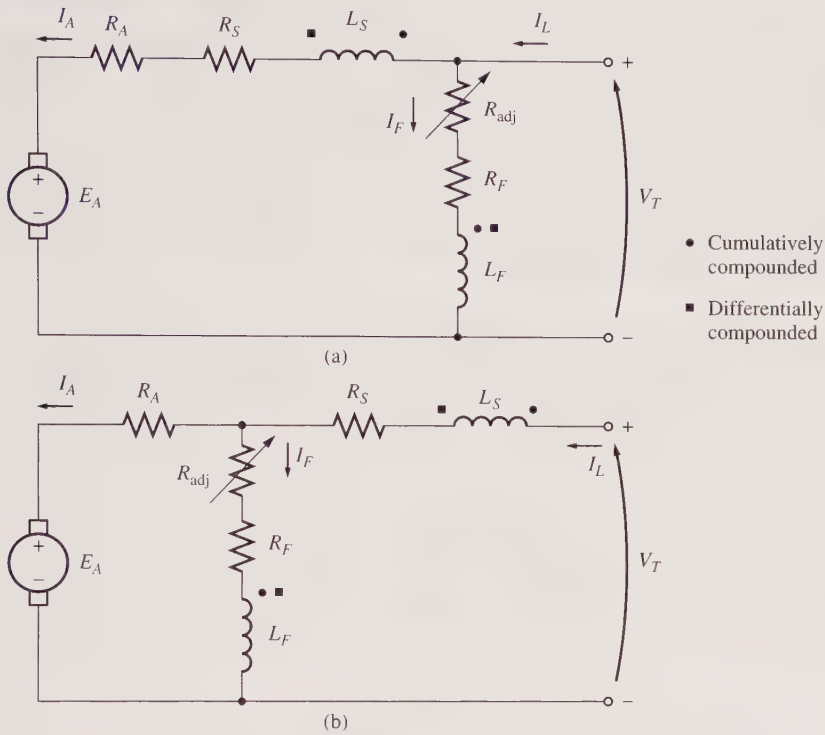 I_A
R_A
R_S
L_S
I_L
+
I_F
R_adj
+
−
E_A
R_F
V_T
L_F
−
• Cumulatively
compounded
■ Differentially
compounded
(a)
I_A
R_A
R_S
L_S
+
R_adj
I_F
I_L
+
−
E_A
R_F
V_T
L_F
−
(b)